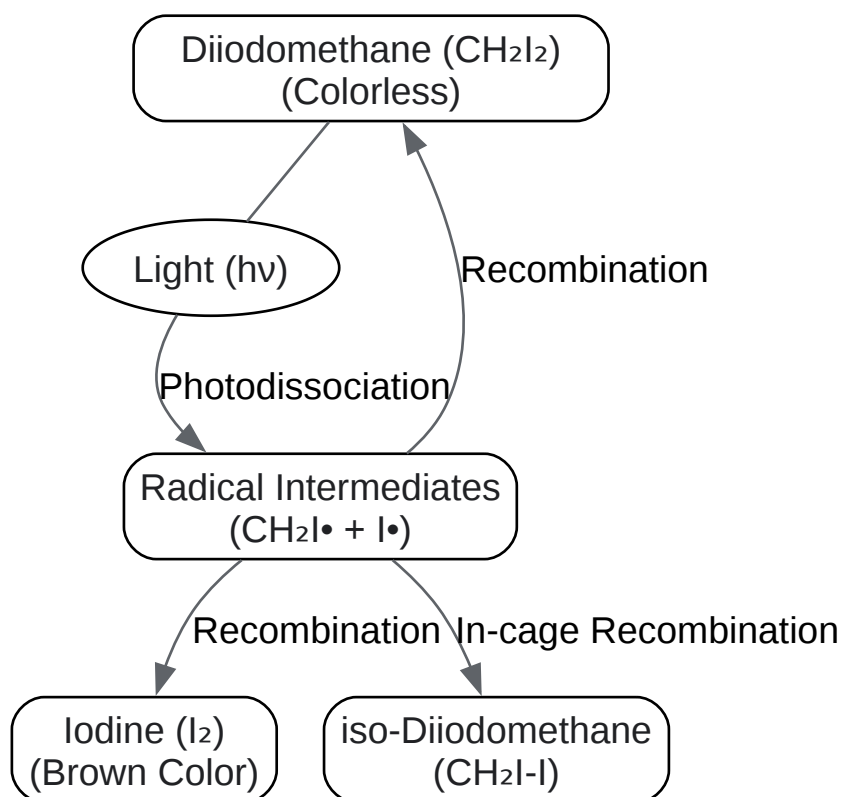 Diiodomethane (CH₂I₂)
(Colorless)
Light (hν)
Recombination
Photodissociation
Radical Intermediates
(CH₂I• + I•)
Recombination
In-cage Recombination
Iodine (I₂)
(Brown Color)
iso-Diiodomethane
(CH₂I-I)